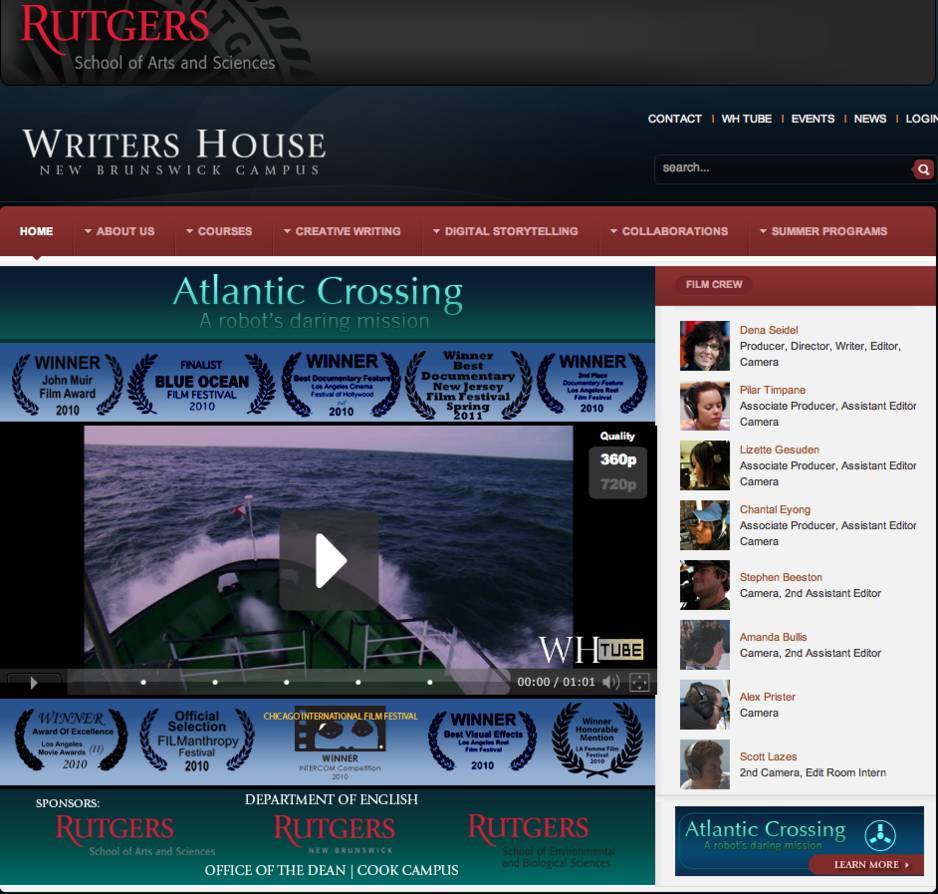 RUTGERS
School of Arts and Sciences
CONTACT | WH TUBE | EVENTS | NEWS | LOGIN
WRITERS HOUSE
NEW BRUNSWICK CAMPUS
search...
HOME ABOUT US COURSES CREATIVE WRITING DIGITAL STORYTELLING COLLABORATIONS SUMMER PROGRAMS
Atlantic Crossing
A robot's daring mission
WINNER
John Muir
Film Award
2010
FINALIST
BLUE OCEAN
FILM FESTIVAL
2010
WINNER
Best Documentary Feature
Los Angeles Cinema
Festival of Hollywood
2010
Winner
Best
Documentary
New Jersey
Film Festival
Spring
2011
WINNER
2nd Place
Documentary Feature
Los Angeles Reel
Film Festival
2010
Quality
360p
720p
WHTUBE
00:00 / 01:01
WINNER
Award Of Excellence
Los Angeles
Movie Awards (11)
2010
Official
Selection
FILManthropy
Festival
2010
CHICAGO INTERNATIONAL FILM FESTIVAL
WINNER
INTERCOM Competition
2010
WINNER
Best Visual Effects
Los Angeles Reel
Film Festival
2010
Winner
Honorable
Mention
LA Femme Film
Festival
2010
SPONSORS:
DEPARTMENT OF ENGLISH
RUTGERS
School of Arts and Sciences
RUTGERS
NEW BRUNSWICK
RUTGERS
School of Environmental
and Biological Sciences
OFFICE OF THE DEAN | COOK CAMPUS
FILM CREW
Dena Seidel
Producer, Director, Writer, Editor,
Camera
Pilar Timpane
Associate Producer, Assistant Editor
Camera
Lizette Gesuden
Associate Producer, Assistant Editor
Camera
Chantal Eyong
Associate Producer, Assistant Editor
Camera
Stephen Beeston
Camera, 2nd Assistant Editor
Amanda Bullis
Camera, 2nd Assistant Editor
Alex Prister
Camera
Scott Lazes
2nd Camera, Edit Room Intern
Atlantic Crossing
A robot's daring mission
LEARN MORE